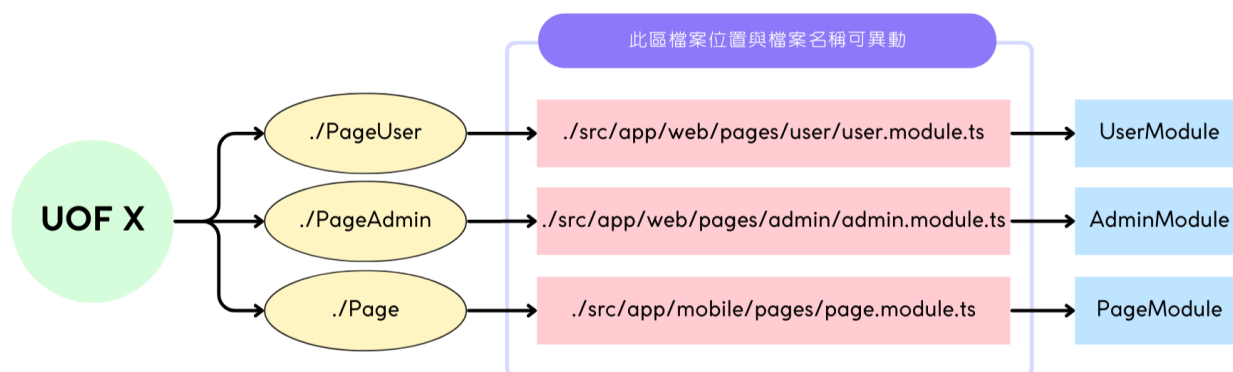 此區檔案位置與檔案名稱可異動
./PageUser
./src/app/web/pages/user/user.module.ts
UserModule
UOF X
./PageAdmin
./src/app/web/pages/admin/admin.module.ts
AdminModule
./Page
./src/app/mobile/pages/page.module.ts
PageModule